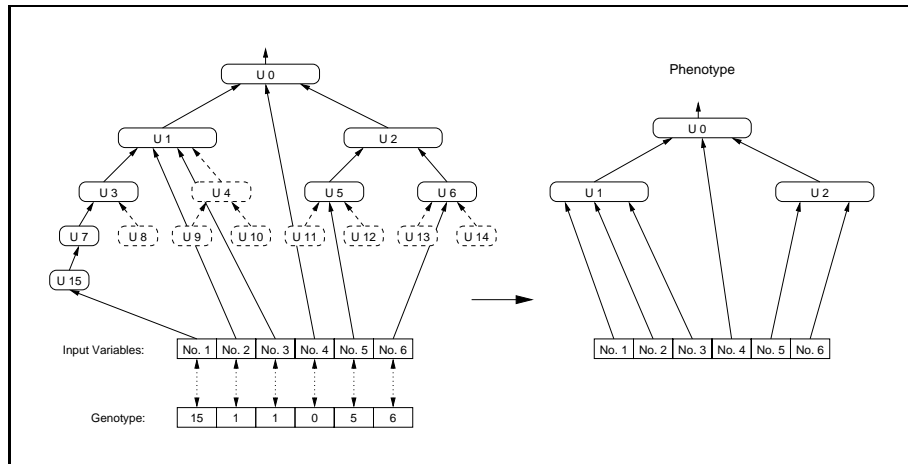 Phenotype
U 0
U 1
U 2
U 3
U 4
U 5
U 6
U 7
U 8
U 9
U 10
U 11
U 12
U 13
U 14
U 15
Input Variables:
No. 1 No. 2 No. 3 No. 4 No. 5 No. 6
Genotype:
15 1 1 0 5 6
U 0
U 1
U 2
No. 1 No. 2 No. 3 No. 4 No. 5 No. 6